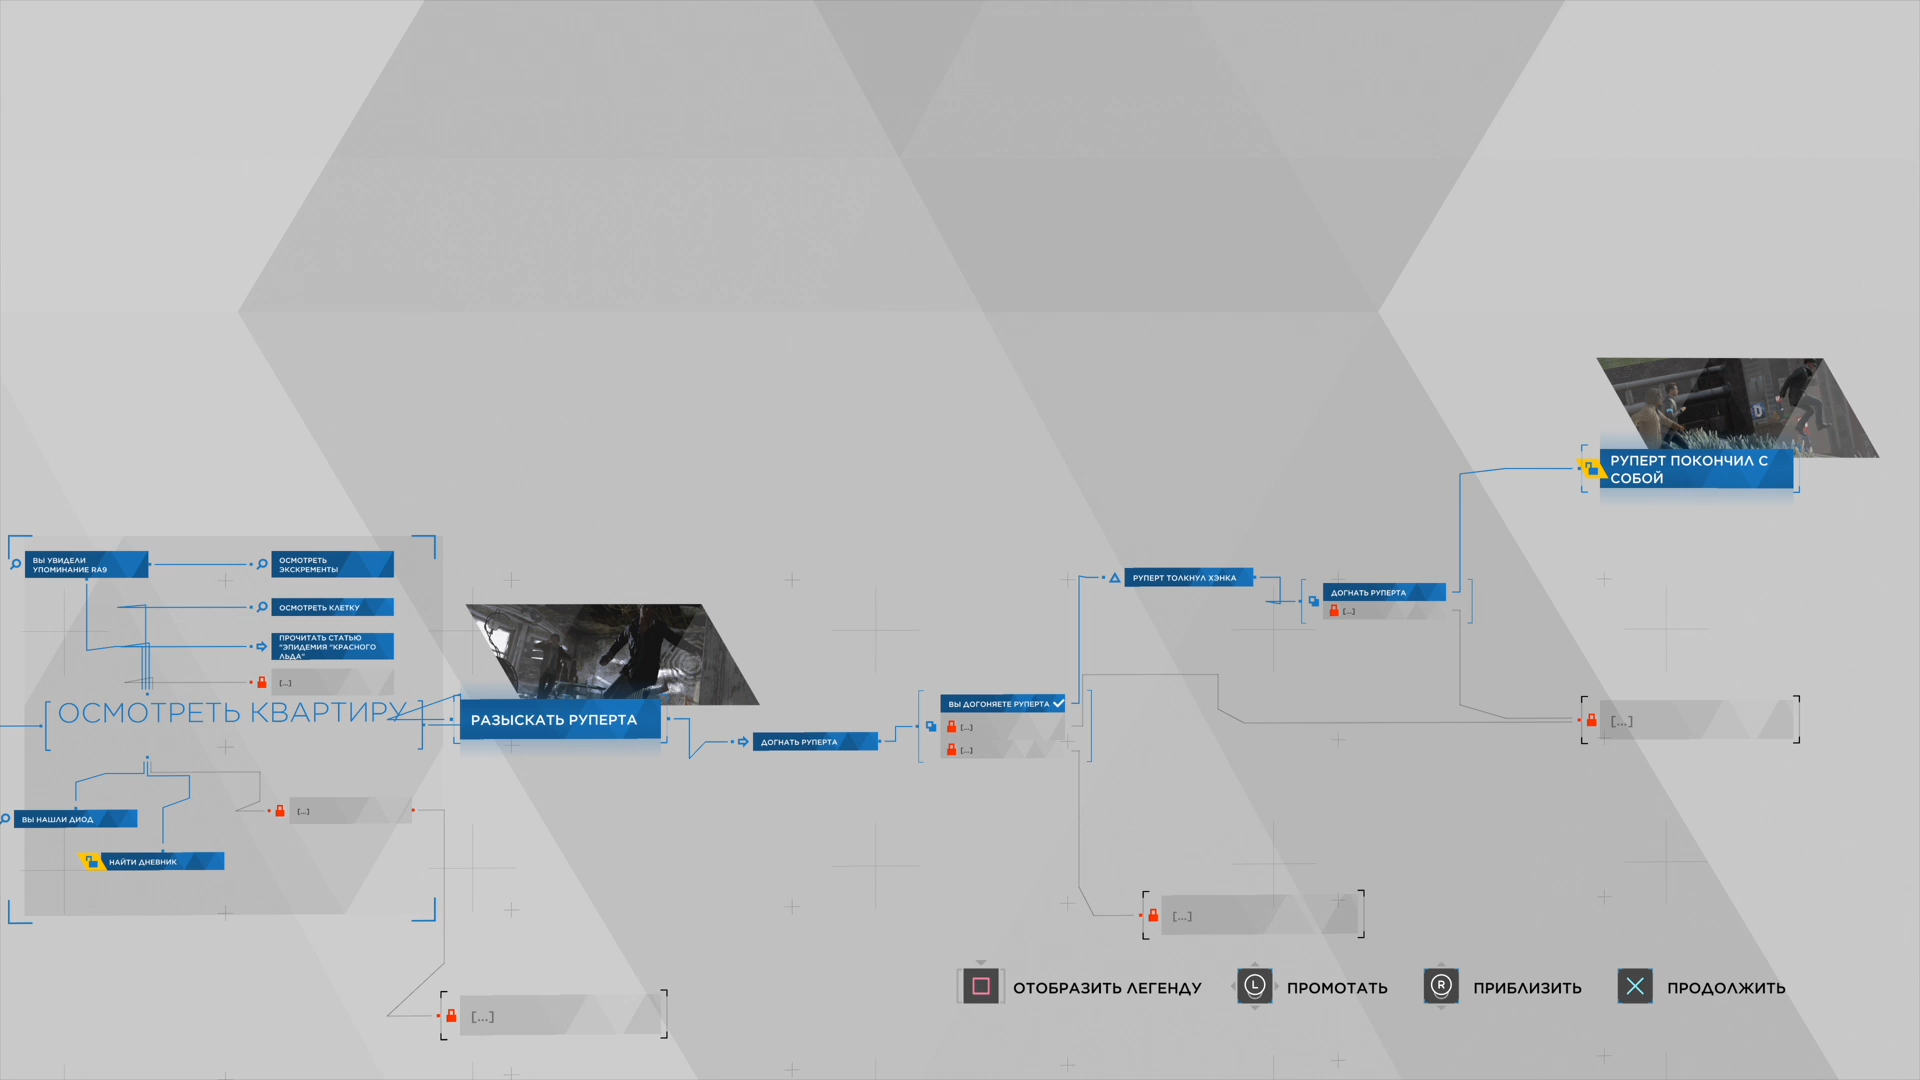 РУПЕРТ ПОКОНЧИЛ С
СОБОЙ
ВЫ УВИДЕЛИ
УПОМИНАНИЕ RA9
ОСМОТРЕТЬ
ЭКСКРЕМЕНТЫ
ОСМОТРЕТЬ КЛЕТКУ
ПРОЧИТАТЬ СТАТЬЮ
"ЭПИДЕМИЯ "КРАСНОГО
ЛЬДА"
[...]
ОСМОТРЕТЬ КВАРТИРУ
[...]
ВЫ НАШЛИ ДИОД
НАЙТИ ДНЕВНИК
[...]
РАЗЫСКАТЬ РУПЕРТА
ДОГНАТЬ РУПЕРТА
ВЫ ДОГОНЯЕТЕ РУПЕРТА
[...]
[...]
РУПЕРТ ТОЛКНУЛ ХЭНКА
ДОГНАТЬ РУПЕРТА
[...]
[...]
[...]
ОТОБРАЗИТЬ ЛЕГЕНДУ
L
ПРОМОТАТЬ
R
ПРИБЛИЗИТЬ
ПРОДОЛЖИТЬ